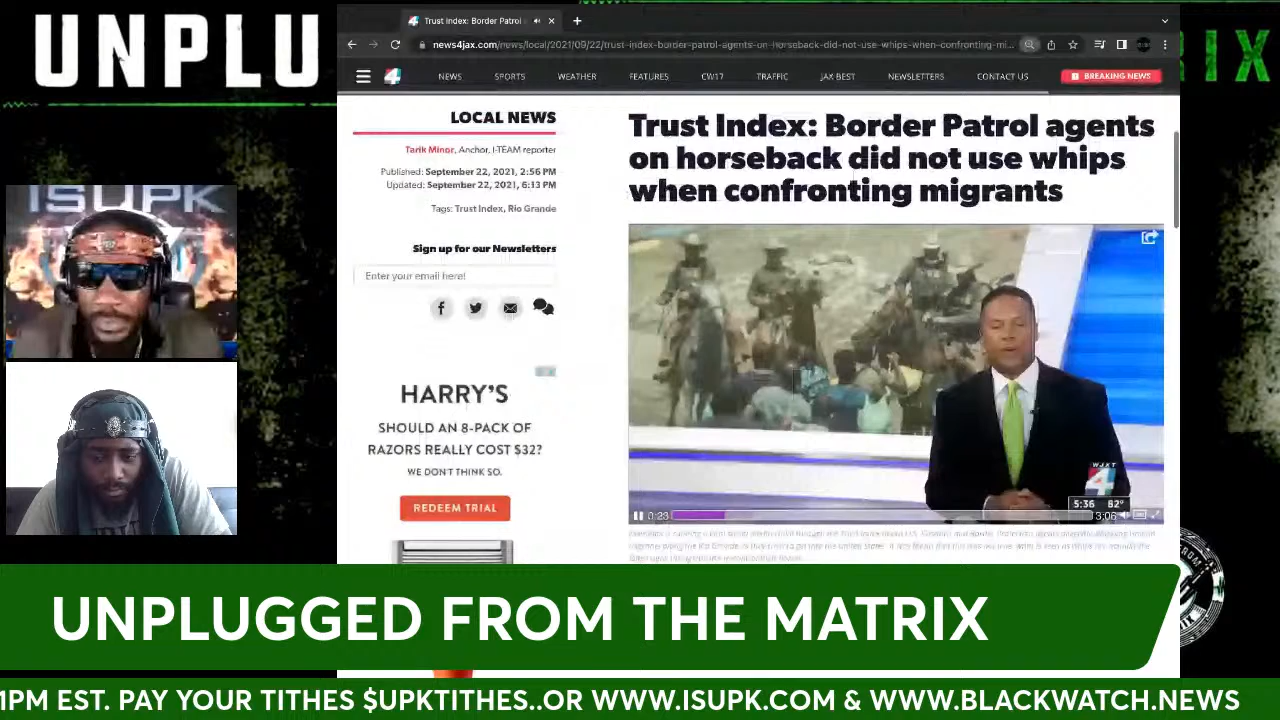 UNPLU
RIX
Trust Index: Border Patrol
news4jax.com/news/local/2021/09/22/trust-index-border-patrol-agents-on-horseback-did-not-use-whips-when-confronting-mi...
4
NEWS
SPORTS
WEATHER
FEATURES
CW17
TRAFFIC
JAX BEST
NEWSLETTERS
CONTACT US
BREAKING NEWS
LOCAL NEWS
Tarik Minor, Anchor, I-TEAM reporter
Published: September 22, 2021, 2:56 PM
Updated: September 22, 2021, 6:13 PM
Tags: Trust Index, Rio Grande
Sign up for our Newsletters
Enter your email here!
HARRY'S
SHOULD AN 8-PACK OF
RAZORS REALLY COST $32?
WE DON'T THINK SO.
REDEEM TRIAL
Trust Index: Border Patrol agents
on horseback did not use whips
when confronting migrants
WJXT
4
5:36 82°
0:23
3:06
ISUPK
UNPLUGGED FROM THE MATRIX
1PM EST. PAY YOUR TITHES $UPKTITHES..OR WWW.ISUPK.COM & WWW.BLACKWATCH.NEWS